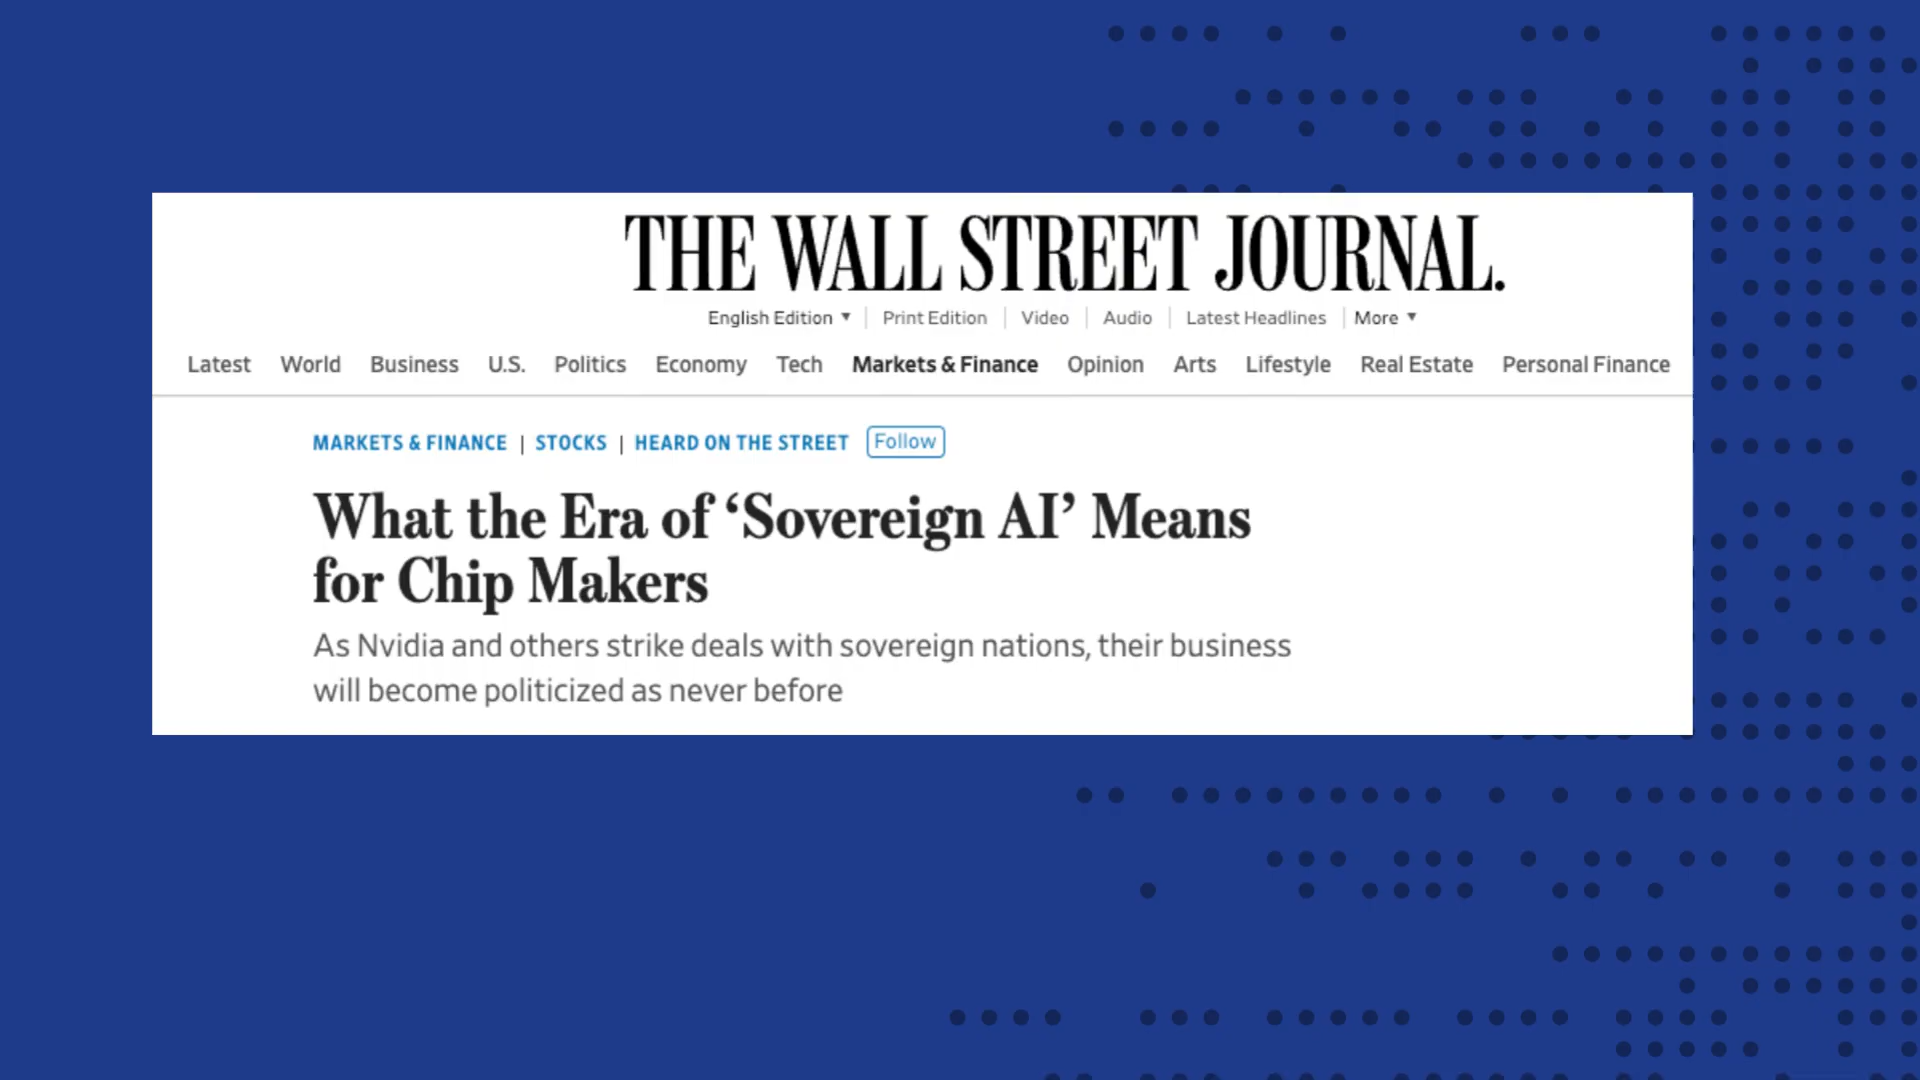 THE WALL STREET JOURNAL.
English Edition ▼ | Print Edition | Video | Audio | Latest Headlines | More ▼
Latest World Business U.S. Politics Economy Tech Markets & Finance Opinion Arts Lifestyle Real Estate Personal Finance
MARKETS & FINANCE | STOCKS | HEARD ON THE STREET Follow
What the Era of ‘Sovereign AI’ Means
for Chip Makers
As Nvidia and others strike deals with sovereign nations, their business
will become politicized as never before